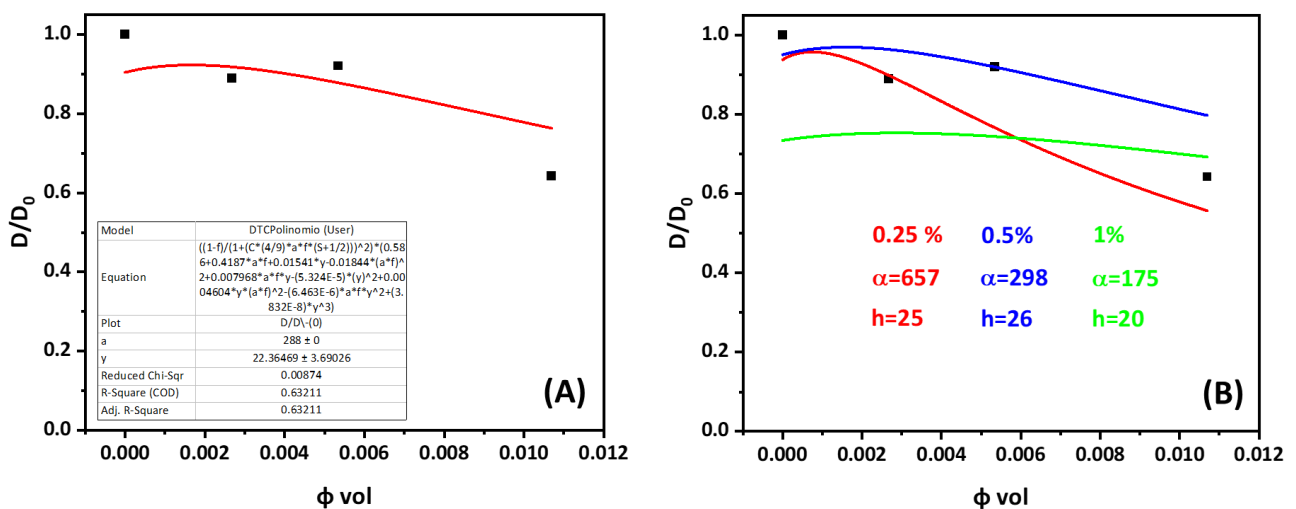 1.0
0.8
0.6
0.4
0.2
0.0
D/D0
Model
DTCPolinomio (User)
Equation
((1-f)/(1+(C*(4/9)*a*f*(S+1/2)))^2)*(0.58
6+0.4187*a*f+0.01541*y-0.01844*(a*f)^
2+0.007968*a*f*y-(5.324E-5)*(y)^2+0.00
04604*y*(a*f)^2-(6.463E-6)*a*f*y^2+(3.
832E-8)*y^3)
Plot
D/D\-(0)
a
288 ± 0
y
22.36469 ± 3.69026
Reduced Chi-Sqr
0.00874
R-Square (COD)
0.63211
Adj. R-Square
0.63211
(A)
0.000 0.002 0.004 0.006 0.008 0.010 0.012
ϕ vol
1.0
0.8
0.6
0.4
0.2
0.0
D/D0
0.25 % 0.5% 1%
α=657 α=298 α=175
h=25 h=26 h=20
(B)
0.000 0.002 0.004 0.006 0.008 0.010 0.012
ϕ vol